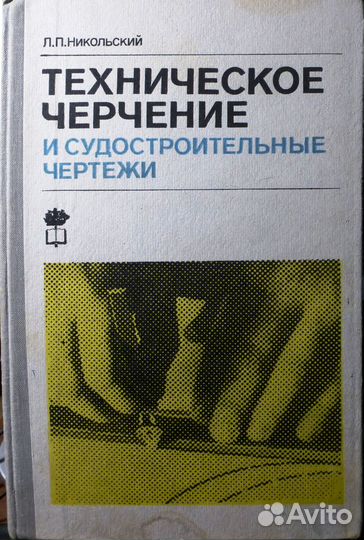 Л.П.Никольский
ТЕХНИЧЕСКОЕ
ЧЕРЧЕНИЕ
И СУДОСТРОИТЕЛЬНЫЕ
ЧЕРТЕЖИ
Avito